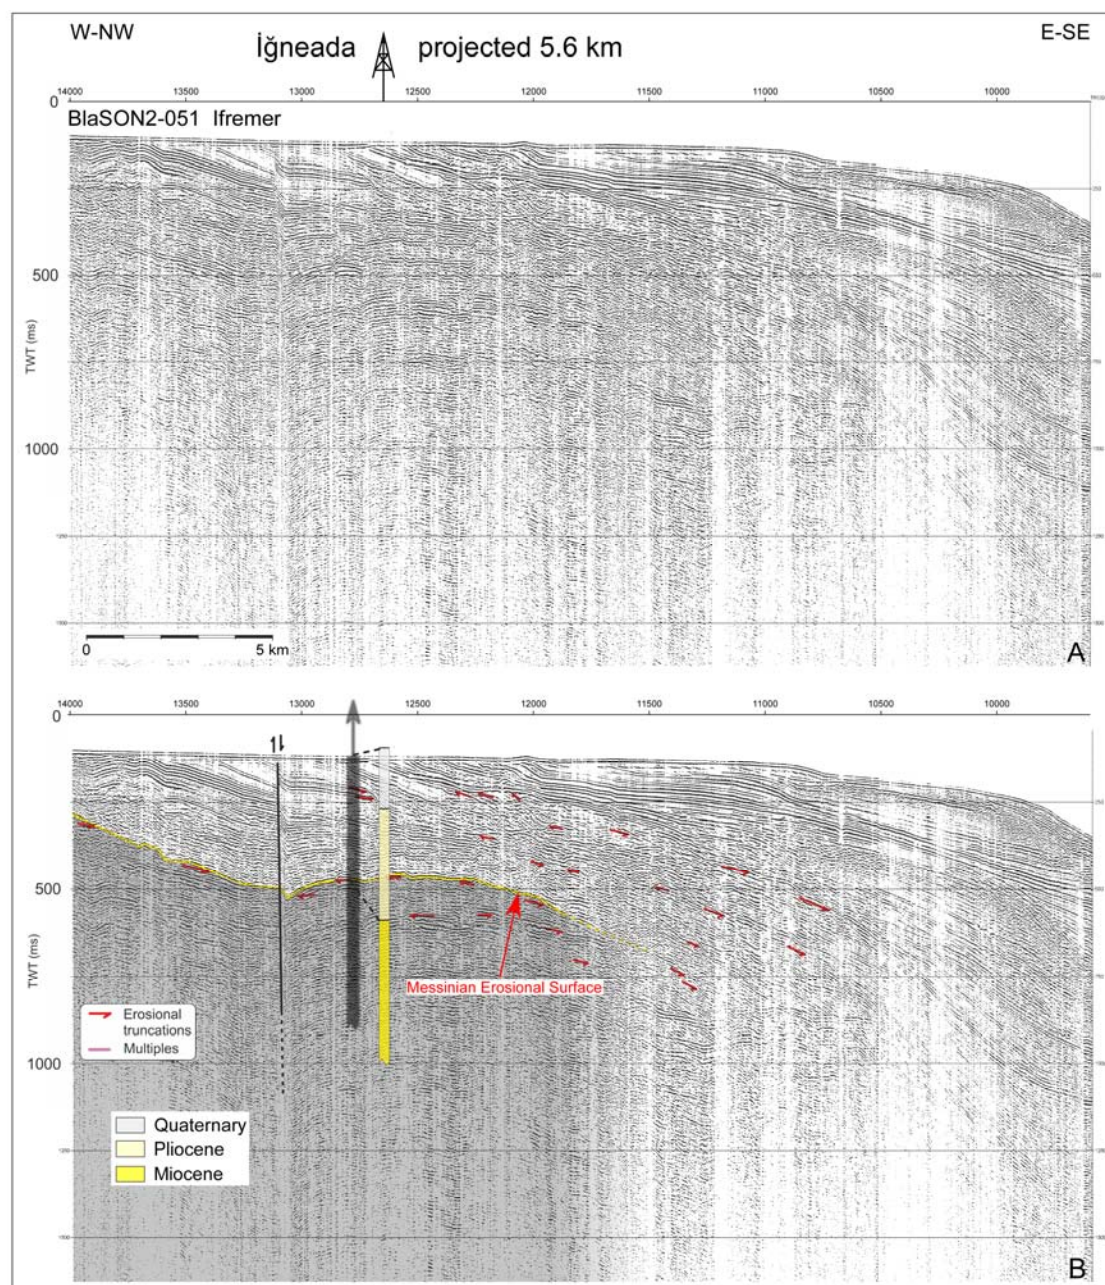 W-NW
E-SE
İğneada projected 5.6 km
14000 13500 13000 12500 12000 11500 11000 10500 10000
0
BlaSON2-051 Ifremer
500
TWT (ms)
1000
0 5 km
A
14000 13500 13000 12500 12000 11500 11000 10500 10000
0
500
TWT (ms)
Messinian Erosional Surface
Erosional
truncations
Multiples
1000
Quaternary
Pliocene
Miocene
B